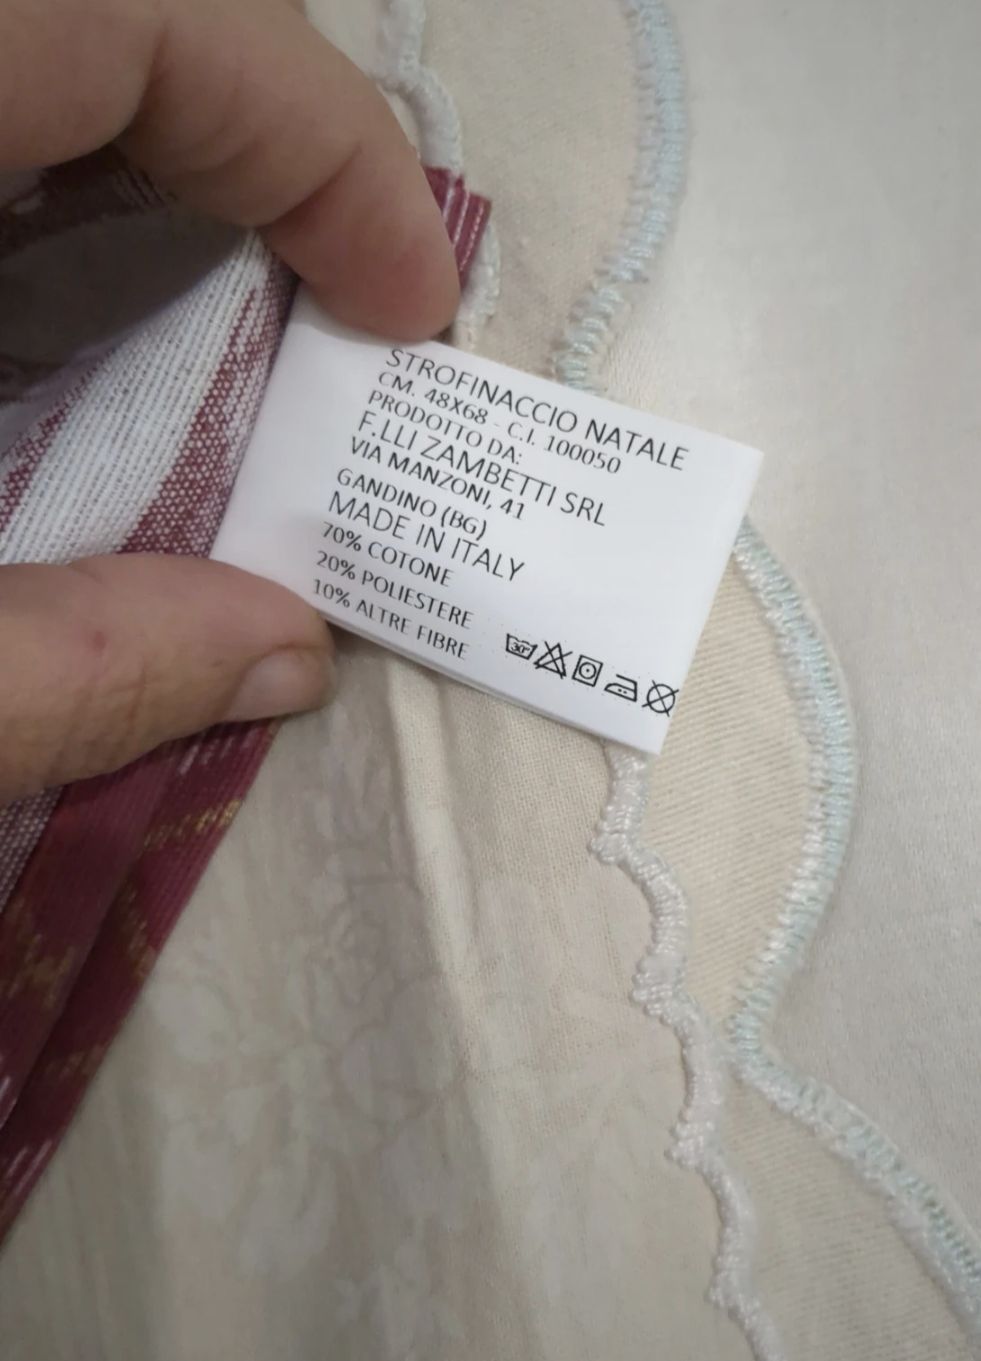 STROFINACCIO NATALE
CM. 48X68 - C.I. 100050
PRODOTTO DA:
F.LLI ZAMBETTI SRL
VIA MANZONI, 41
GANDINO (BG)
MADE IN ITALY
70% COTONE
20% POLIESTERE
10% ALTRE FIBRE
30°